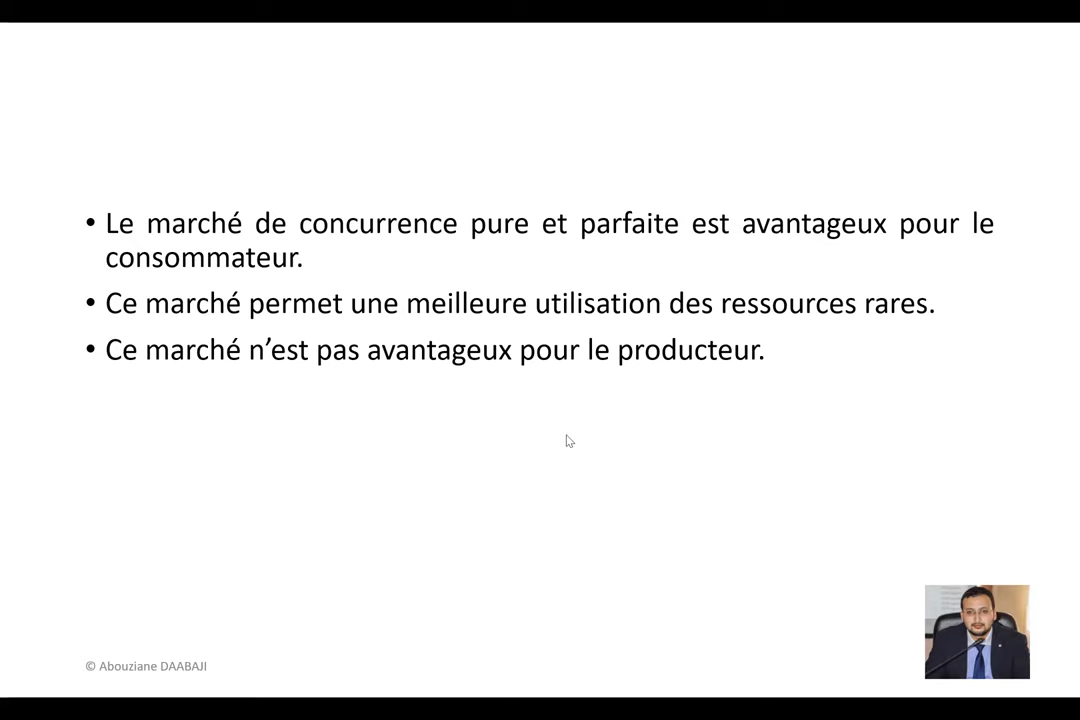 • Le marché de concurrence pure et parfaite est avantageux pour le
consommateur.
• Ce marché permet une meilleure utilisation des ressources rares.
• Ce marché n’est pas avantageux pour le producteur.
© Abouziane DAABAJI